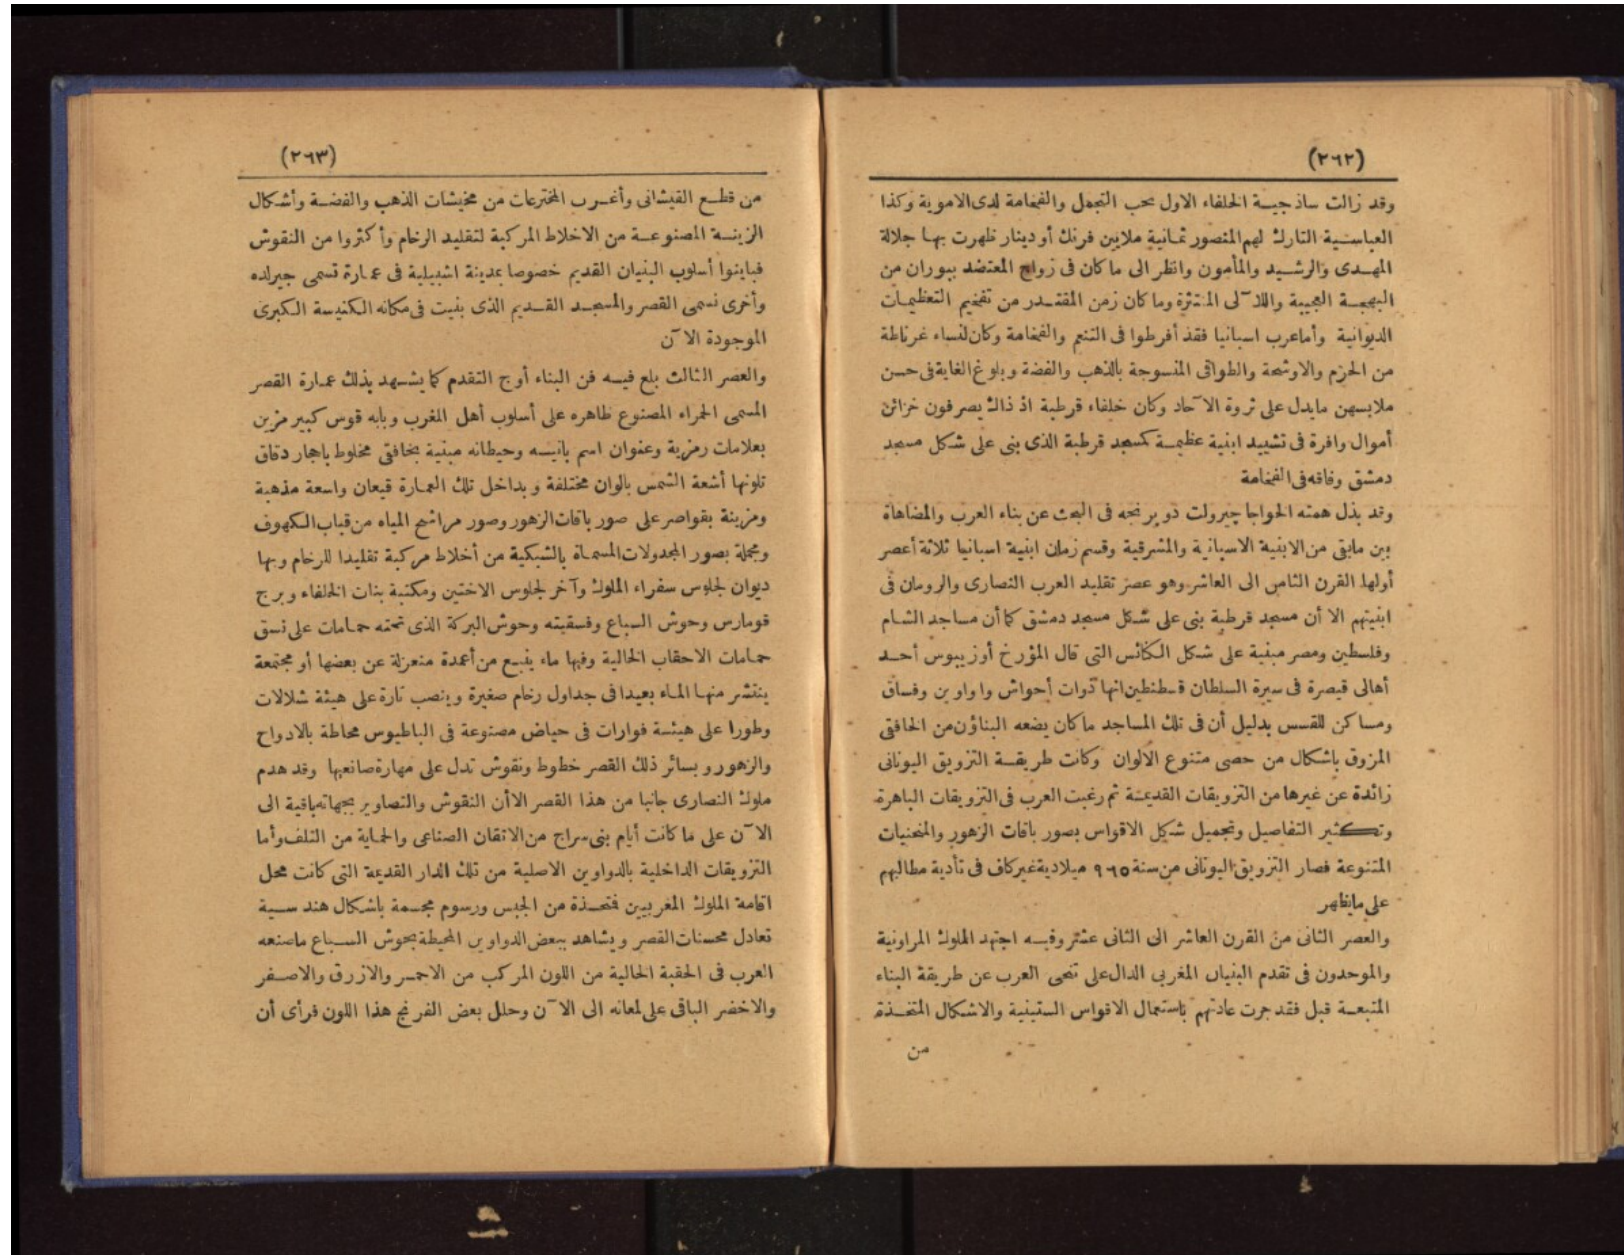 (٢٦٢)
وقد زالت ساذجية الخلفاء الاول بحب التجمل والفخامة لدى الاموية وكذا
العباسية التارك لهم المنصور ثمانية ملايين فرنك أو دينار ظهرت بها جلالة
المهدى والرشيد والمأمون وانظر الى ما كان فى زواج المعتضد ببوران من
البهجة العجيبة واللآلى المنتثرة وما كان زمن المقتدر من تفخيم التعظيمات
الديوانية وأما عرب اسبانيا فقد أفرطوا فى التنعم والفخامة وكان لنساء غرناطة
من الحزم والاوشحة والطواقى المنسوجة بالذهب والفضة وبلوغ الغاية فى حسن
ملابسهن ما يدل على ثروة الآحاد وكان خلفاء قرطبة اذ ذاك يصرفون خزائن
أموال وافرة فى تشييد ابنية عظيمة كمسجد قرطبة الذى بنى على شكل مسجد
دمشق وفاقه فى الفخامة
وقد بذل همته الخواجا جيرولت دو برنجه فى البحث عن بناء العرب والمضاهاة
بين ما بقى من الابنية الاسبانية والمشرقية وقسم زمان ابنية اسبانيا ثلاثة أعصر
أولها القرن الثامن الى العاشر وهو عصر تقليد العرب النصارى والرومان فى
ابنيتهم الا أن مسجد قرطبة بنى على شكل مسجد دمشق كما أن مساجد الشام
وفلسطين ومصر مبنية على شكل الكنائس التى قال المؤرخ أوزيبوس أحد
أهالى قيصرة فى سيرة السلطان قسطنطين انها ذوات أحواش واواوين وفساق
ومساكن للقسس بدليل أن فى تلك المساجد ما كان يضعه البناؤن من الخافقى
المزوق باشكال من حصى متنوع الالوان وكانت طريقة التزويق اليونانى
زائدة عن غيرها من التزويقات القديمة ثم رغبت العرب فى التزويقات الباهرة
وتكثير التفاصيل وتجميل شكل الاقواس بصور باقات الزهور والمنحنيات
المتنوعة فصار التزويق اليونانى من سنة ٩٦٥ ميلادية غير كاف فى تأدية مطالبهم
على ما يظهر
والعصر الثانى من القرن العاشر الى الثانى عشر وفيه اجتهد الملوك المراونية
والموحدون فى تقدم البنيان المغربى الدال على تنحى العرب عن طريقة البناء
المتبعة قبل فقد جرت عادتهم باستعمال الاقواس الستينية والاشكال المتخذة
من
(٢٦٣)
من قطع القيشانى وأغرب المخترعات من مخيشات الذهب والفضة وأشكال
الزينة المصنوعة من الاخلاط المركبة لتقليد الرخام وأكثروا من النقوش
فباينوا أسلوب البنيان القديم خصوصا بمدينة اشبيلية فى عمارة تسمى جيرلده
وأخرى تسمى القصر والمسجد القديم الذى بنيت فى مكانه الكنيسة الكبرى
الموجودة الآن
والعصر الثالث بلع فيه فن البناء أوج التقدم كما يشهد بذلك عمارة القصر
المسمى الحمراء المصنوع ظاهره على أسلوب أهل المغرب وبابه قوس كبير مزين
بعلامات رمزية وعنوان اسم بانيه وحيطانه مبنية بخافقى مخلوط باحجار دقاق
تلونها أشعة الشمس بالوان مختلفة وبداخل تلك العمارة قيعان واسعة مذهبة
ومزينة بقواصر على صور باقات الزهور وصور مراشح المياه من قباب الكهوف
ومجملة بصور المجدولات المسماة بالشبكية من أخلاط مركبة تقليدا للرخام وبها
ديوان لجلوس سفراء الملوك وآخر لجلوس الاختين ومكتبة بنات الخلفاء وبرج
قومارس وحوش السباع وفسقيته وحوش البركة الذى تحته حمامات على نسق
حمامات الاحقاب الخالية وفيها ماء ينبع من أعمدة منعزلة عن بعضها أو مجتمعة
ينتشر منها الماء بعيدا فى جداول رخام صغيرة وينصب تارة على هيئة شلالات
وطورا على هيئة فوارات فى حياض مصنوعة فى الباطيوس محاطة بالادواح
والزهور وبسائر ذلك القصر خطوط ونقوش تدل على مهارة صانعيها وقد هدم
ملوك النصارى جانبا من هذا القصر الا أن النقوش والتصاوير بجهاته باقية الى
الآن على ما كانت أيام بنى سراج من الاتقان الصناعى والحماية من التلف وأما
التزويقات الداخلية بالدواوين الاصلية من تلك الدار القديمة التى كانت محل
اقامة الملوك المغربيين فتخذة من الجبس ورسوم مجمة باشكال هندسية
تعادل محسنات القصر ويشاهد ببعض الدواوين المحيطة بحوش السباع ما صنعه
العرب فى الحقبة الخالية من اللون المركب من الاحمر والازرق والاصفر
والاخضر الباقى على لمعانه الى الآن وحلل بعض الفرنج هذا اللون فرأى أن